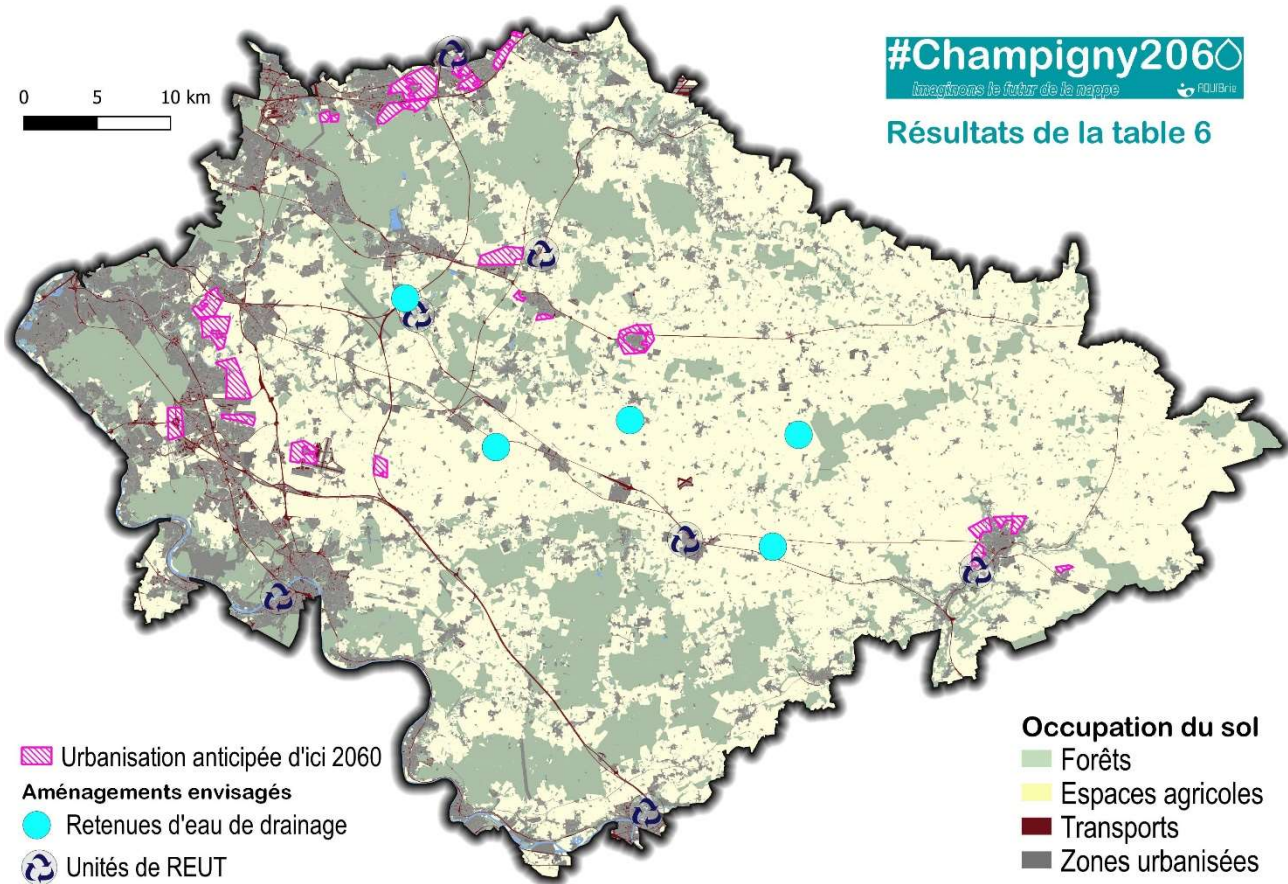 #Champigny2060
Imaginons le futur de la nappe
AQUIBrie
Résultats de la table 6
0 5 10 km
Urbanisation anticipée d'ici 2060
Aménagements envisagés
Retenues d'eau de drainage
Unités de REUT
Occupation du sol
Forêts
Espaces agricoles
Transports
Zones urbanisées